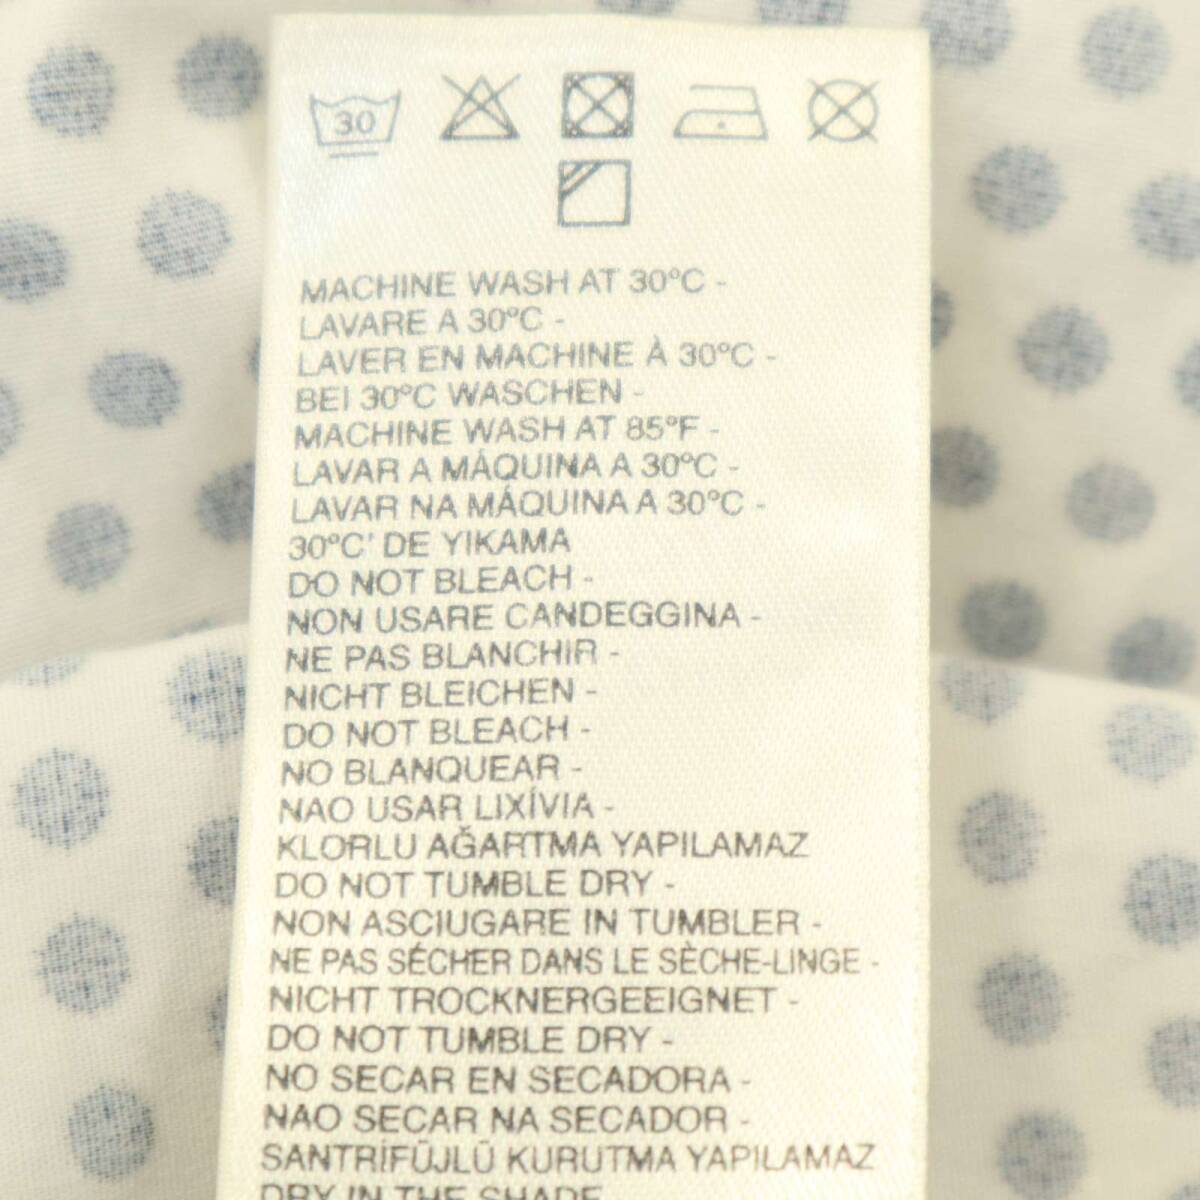 30
MACHINE WASH AT 30°C -
LAVARE A 30°C -
LAVER EN MACHINE À 30°C -
BEI 30°C WASCHEN -
MACHINE WASH AT 85°F -
LAVAR A MÁQUINA A 30°C -
LAVAR NA MÁQUINA A 30°C -
30°C' DE YIKAMA
DO NOT BLEACH -
NON USARE CANDEGGINA -
NE PAS BLANCHIR -
NICHT BLEICHEN -
DO NOT BLEACH -
NO BLANQUEAR -
NAO USAR LIXÍVIA -
KLORLU AĞARTMA YAPILAMAZ
DO NOT TUMBLE DRY -
NON ASCIUGARE IN TUMBLER -
NE PAS SÉCHER DANS LE SÈCHE-LINGE -
NICHT TROCKNERGEEIGNET -
DO NOT TUMBLE DRY -
NO SECAR EN SECADORA -
NAO SECAR NA SECADOR -
SANTRİFÜJLÜ KURUTMA YAPILAMAZ
DRY IN THE SHADE